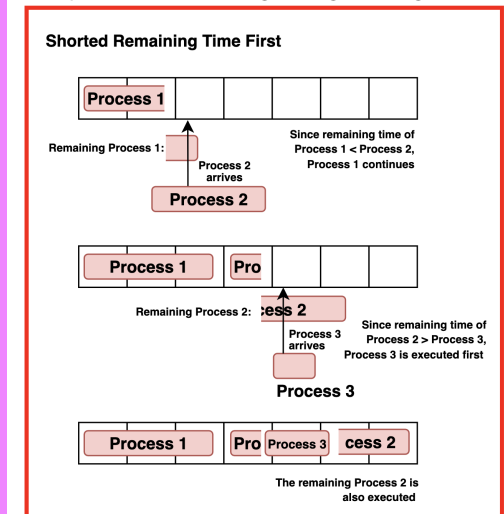 Shorted Remaining Time First
Process 1
Since remaining time of
Process 1 < Process 2,
Process 1 continues
Remaining Process 1:
Process 2
arrives
Process 2
Process 1
Pro
Remaining Process 2:
cess 2
Process 3
arrives
Since remaining time of
Process 2 > Process 3,
Process 3 is executed first
Process 3
Process 1
Pro
Process 3
cess 2
The remaining Process 2 is
also executed